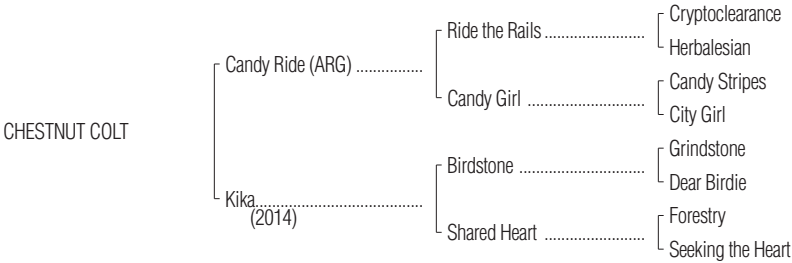 Cryptoclearance
Ride the Rails ........................
Herbalesian
Candy Ride (ARG) ................
Candy Stripes
Candy Girl ............................
City Girl
CHESTNUT COLT
Grindstone
Birdstone ..............................
Dear Birdie
Kika........................................
(2014)
Forestry
Shared Heart ........................
Seeking the Heart